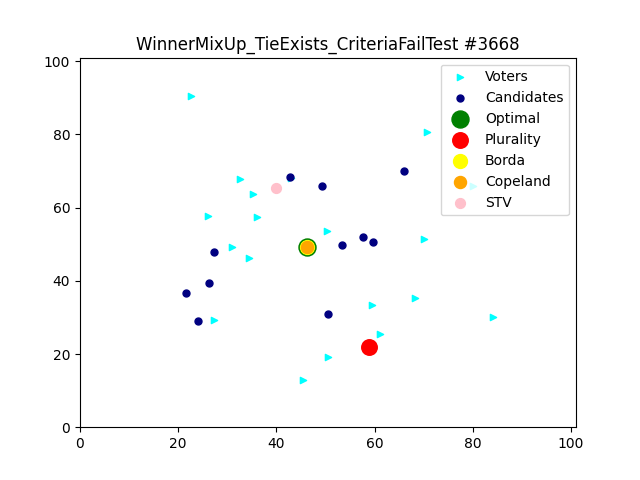 WinnerMixUp_TieExists_CriteriaFailTest #3668
100
80
60
40
20
0
0 20 40 60 80 100
Voters
Candidates
Optimal
Plurality
Borda
Copeland
STV